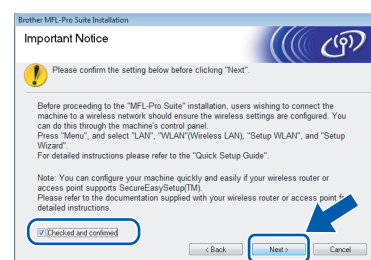 Brother MFL-Pro Suite Installation
Important Notice
Please confirm the setting below before clicking "Next".
Before proceeding to the "MFL-Pro Suite" installation, users wishing to connect the
machine to a wireless network should ensure the wireless settings are configured. You
can do this through the machine's control panel.
Press "Menu", and select "LAN", "WLAN"(Wireless LAN), "Setup WLAN", and "Setup
Wizard".
For detailed instructions please refer to the "Quick Setup Guide".
Note: You can configure your machine quickly and easily if your wireless router or
access point supports SecureEasySetup(TM).
Please refer to the documentation supplied with your wireless router or access point
detailed instructions.
Checked and confirmed
< Back
Next >
Cancel